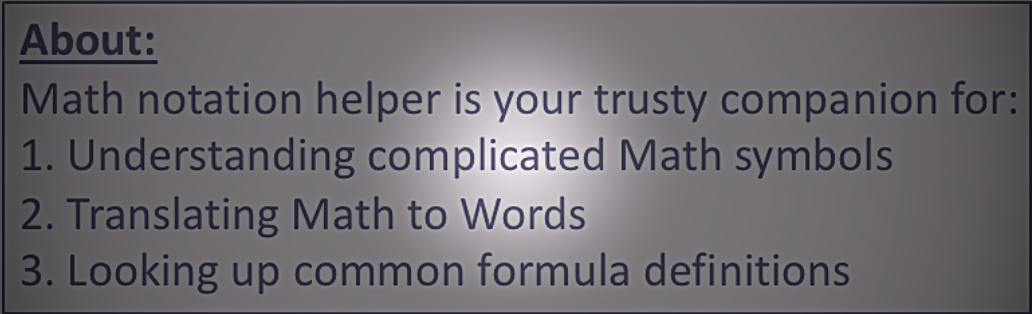 About:
Math notation helper is your trusty companion for:
1. Understanding complicated Math symbols
2. Translating Math to Words
3. Looking up common formula definitions